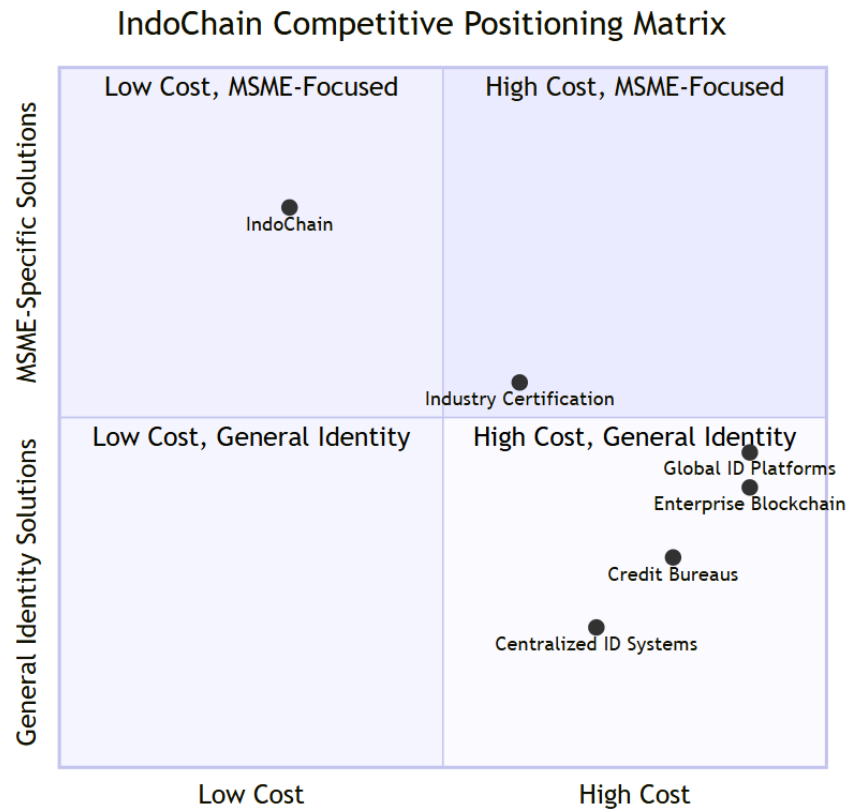 IndoChain Competitive Positioning Matrix
Low Cost, MSME-Focused
High Cost, MSME-Focused
MSME-Specific Solutions
IndoChain
Industry Certification
Low Cost, General Identity
High Cost, General Identity
General Identity Solutions
Global ID Platforms
Enterprise Blockchain
Credit Bureaus
Centralized ID Systems
Low Cost
High Cost